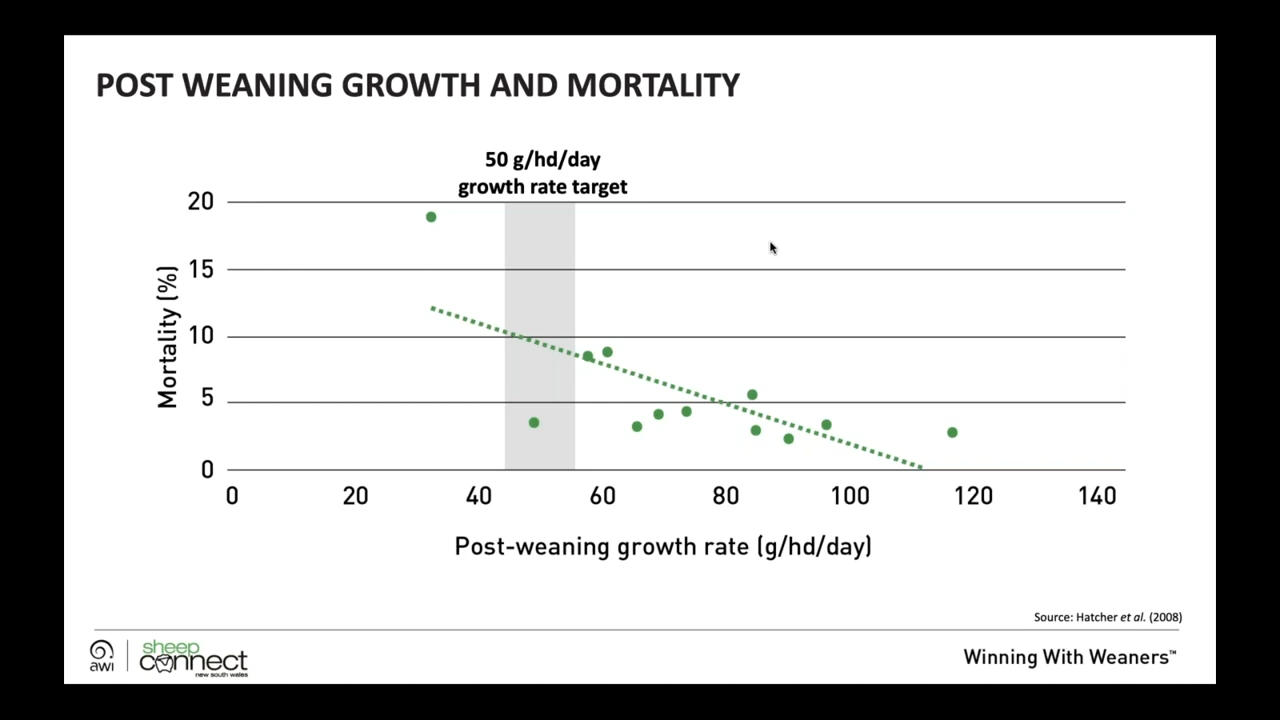 POST WEANING GROWTH AND MORTALITY
50 g/hd/day
growth rate target
20
15
10
5
0
Mortality (%)
0 20 40 60 80 100 120 140
Post-weaning growth rate (g/hd/day)
Source: Hatcher et al. (2008)
awi
sheep
connect
new south wales
Winning With Weaners™